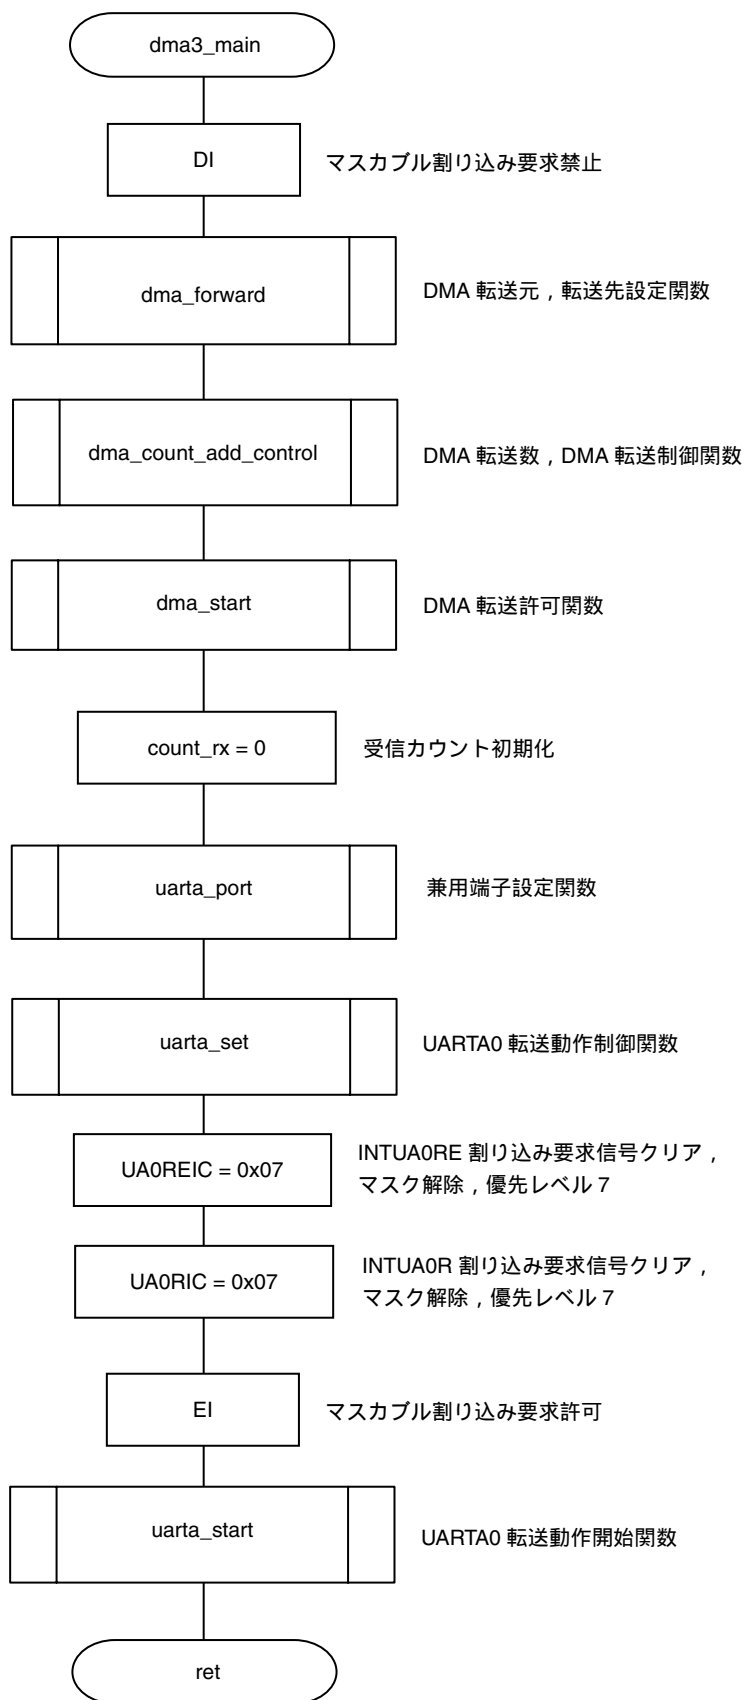 dma3_main
DI
マスカブル割り込み要求禁止
dma_forward
DMA 転送元，転送先設定関数
dma_count_add_control
DMA 転送数，DMA 転送制御関数
dma_start
DMA 転送許可関数
count_rx = 0
受信カウント初期化
uarta_port
兼用端子設定関数
uarta_set
UARTA0 転送動作制御関数
UA0REIC = 0x07
INTUA0RE 割り込み要求信号クリア，
マスク解除，優先レベル 7
UA0RIC = 0x07
INTUA0R 割り込み要求信号クリア，
マスク解除，優先レベル 7
EI
マスカブル割り込み要求許可
uarta_start
UARTA0 転送動作開始関数
ret